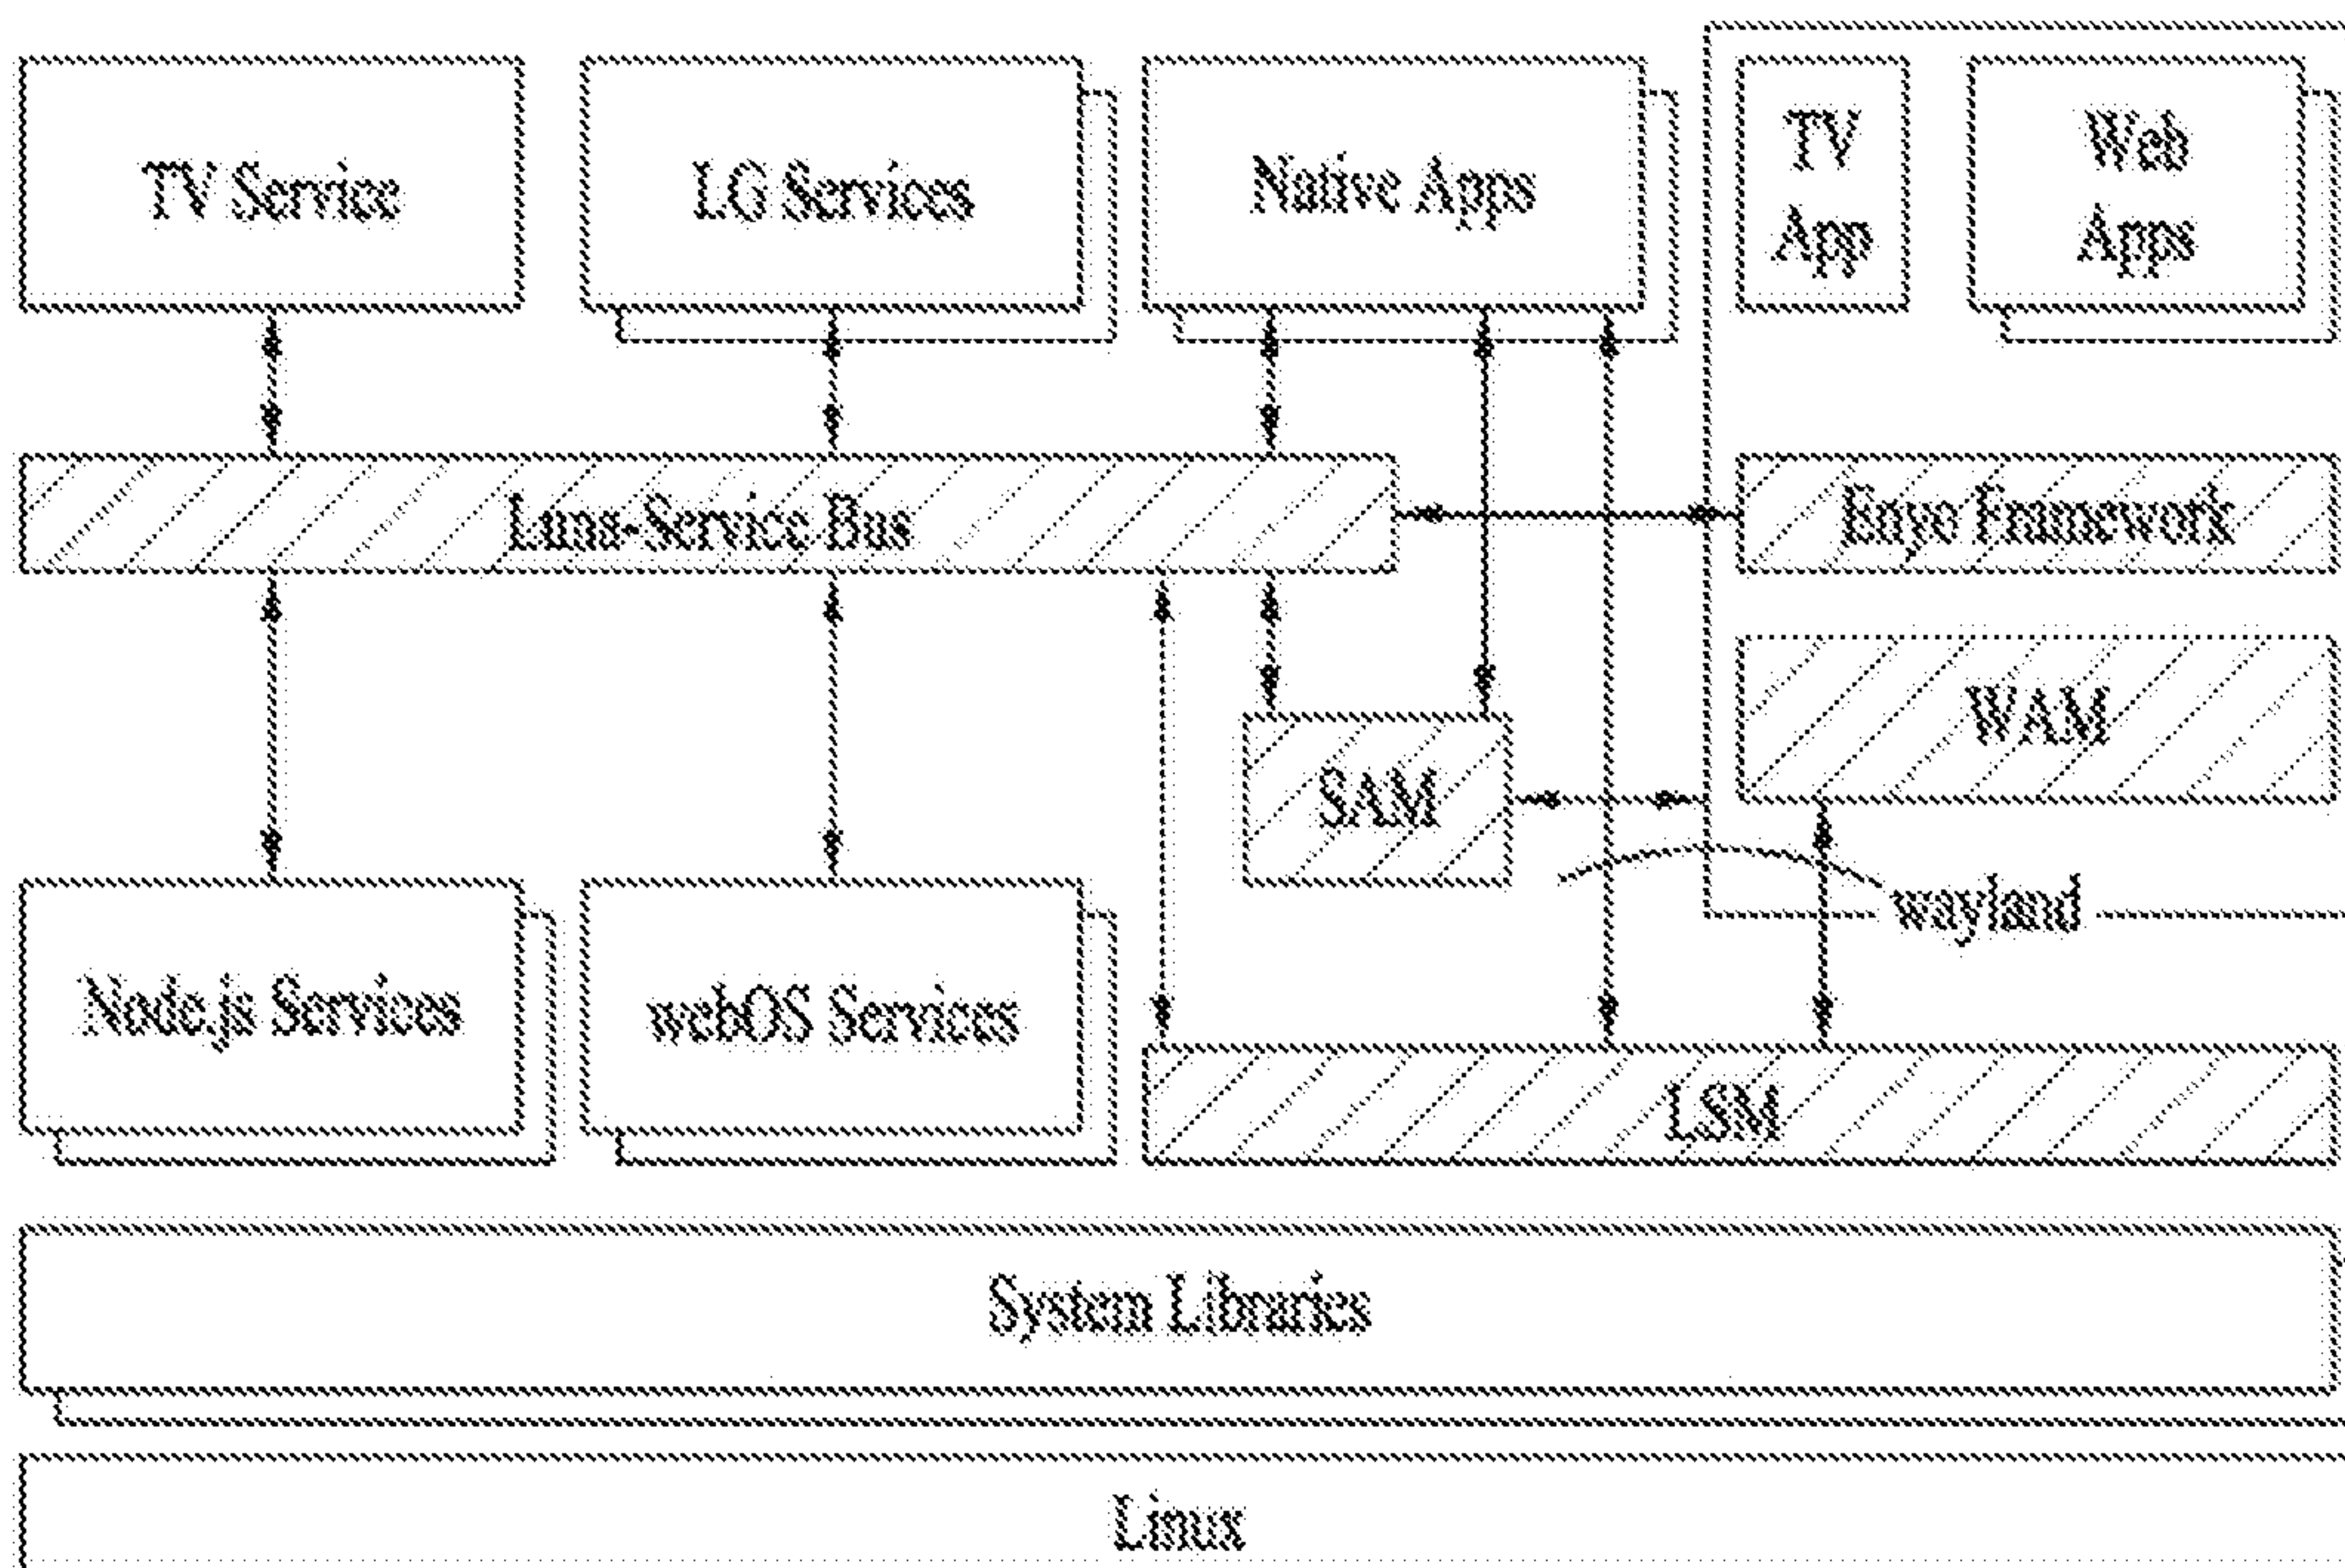 TV Service
LG Services
Native Apps
TV
App
Web
Apps
Luna-Service Bus
Enyo Framework
WAM
SAM
wayland
Node.js Services
webOS Services
LSM
System Libraries
Linux